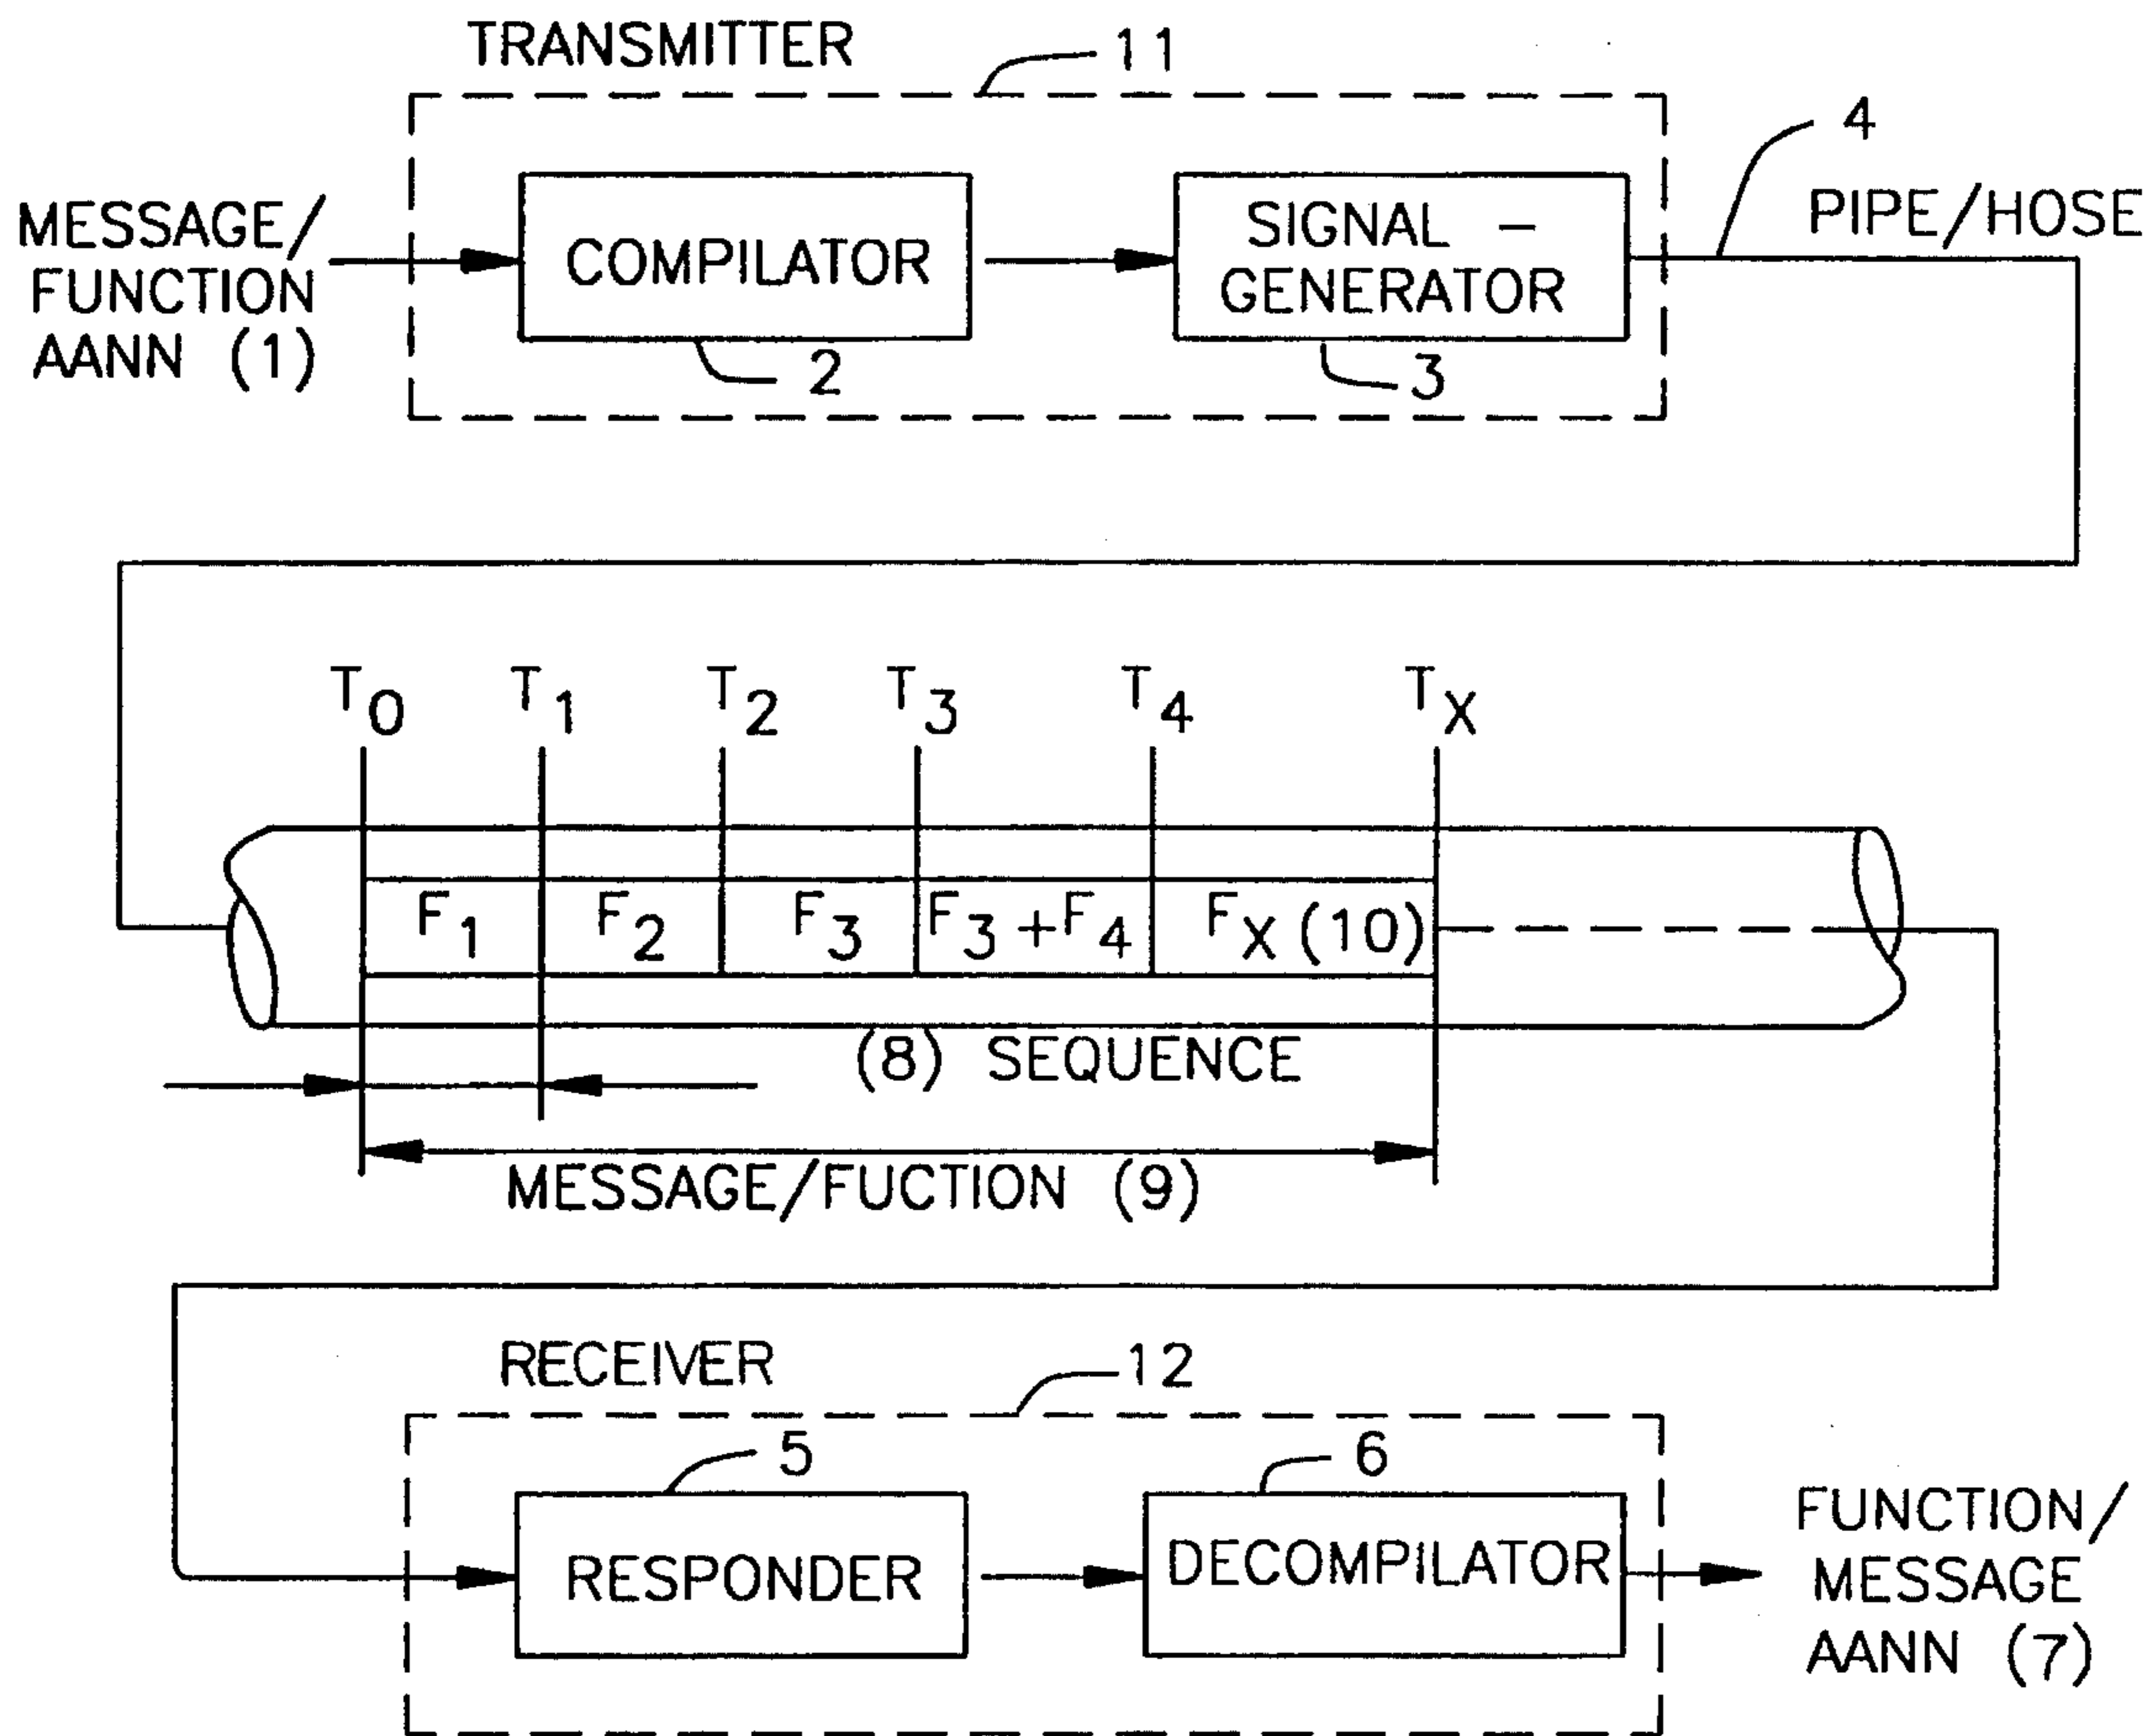 TRANSMITTER
11
4
MESSAGE/
FUNCTION
AANN (1)
COMPILATOR
2
SIGNAL –
GENERATOR
3
PIPE/HOSE
T0 T1 T2 T3 T4 TX
F1 F2 F3 F3+F4 FX (10)
(8) SEQUENCE
MESSAGE/FUCTION (9)
RECEIVER
12
5
6
RESPONDER
DECOMPILATOR
FUNCTION/
MESSAGE
AANN (7)